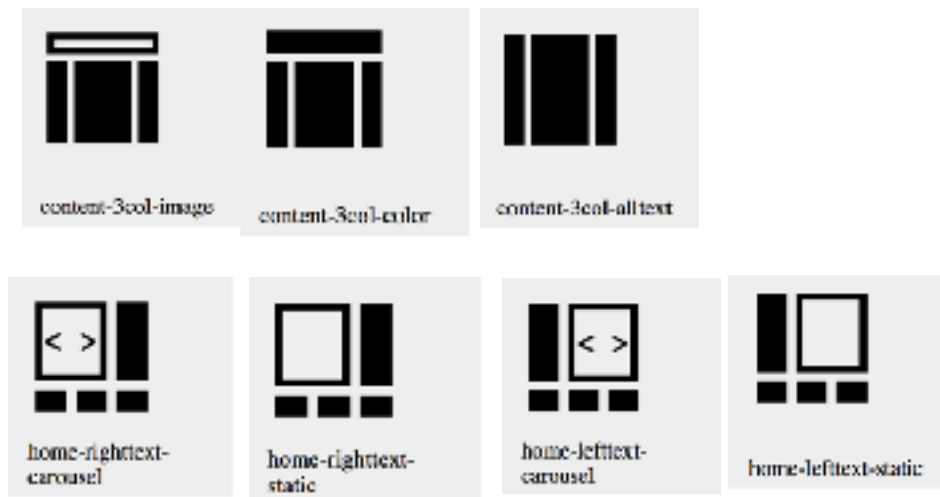 content-3col-image
content-3col-color
content-3col-alltext
< >
< >
home-righttext-
carousel
home-righttext-
static
home-lefttext-
carousel
home-lefttext-static